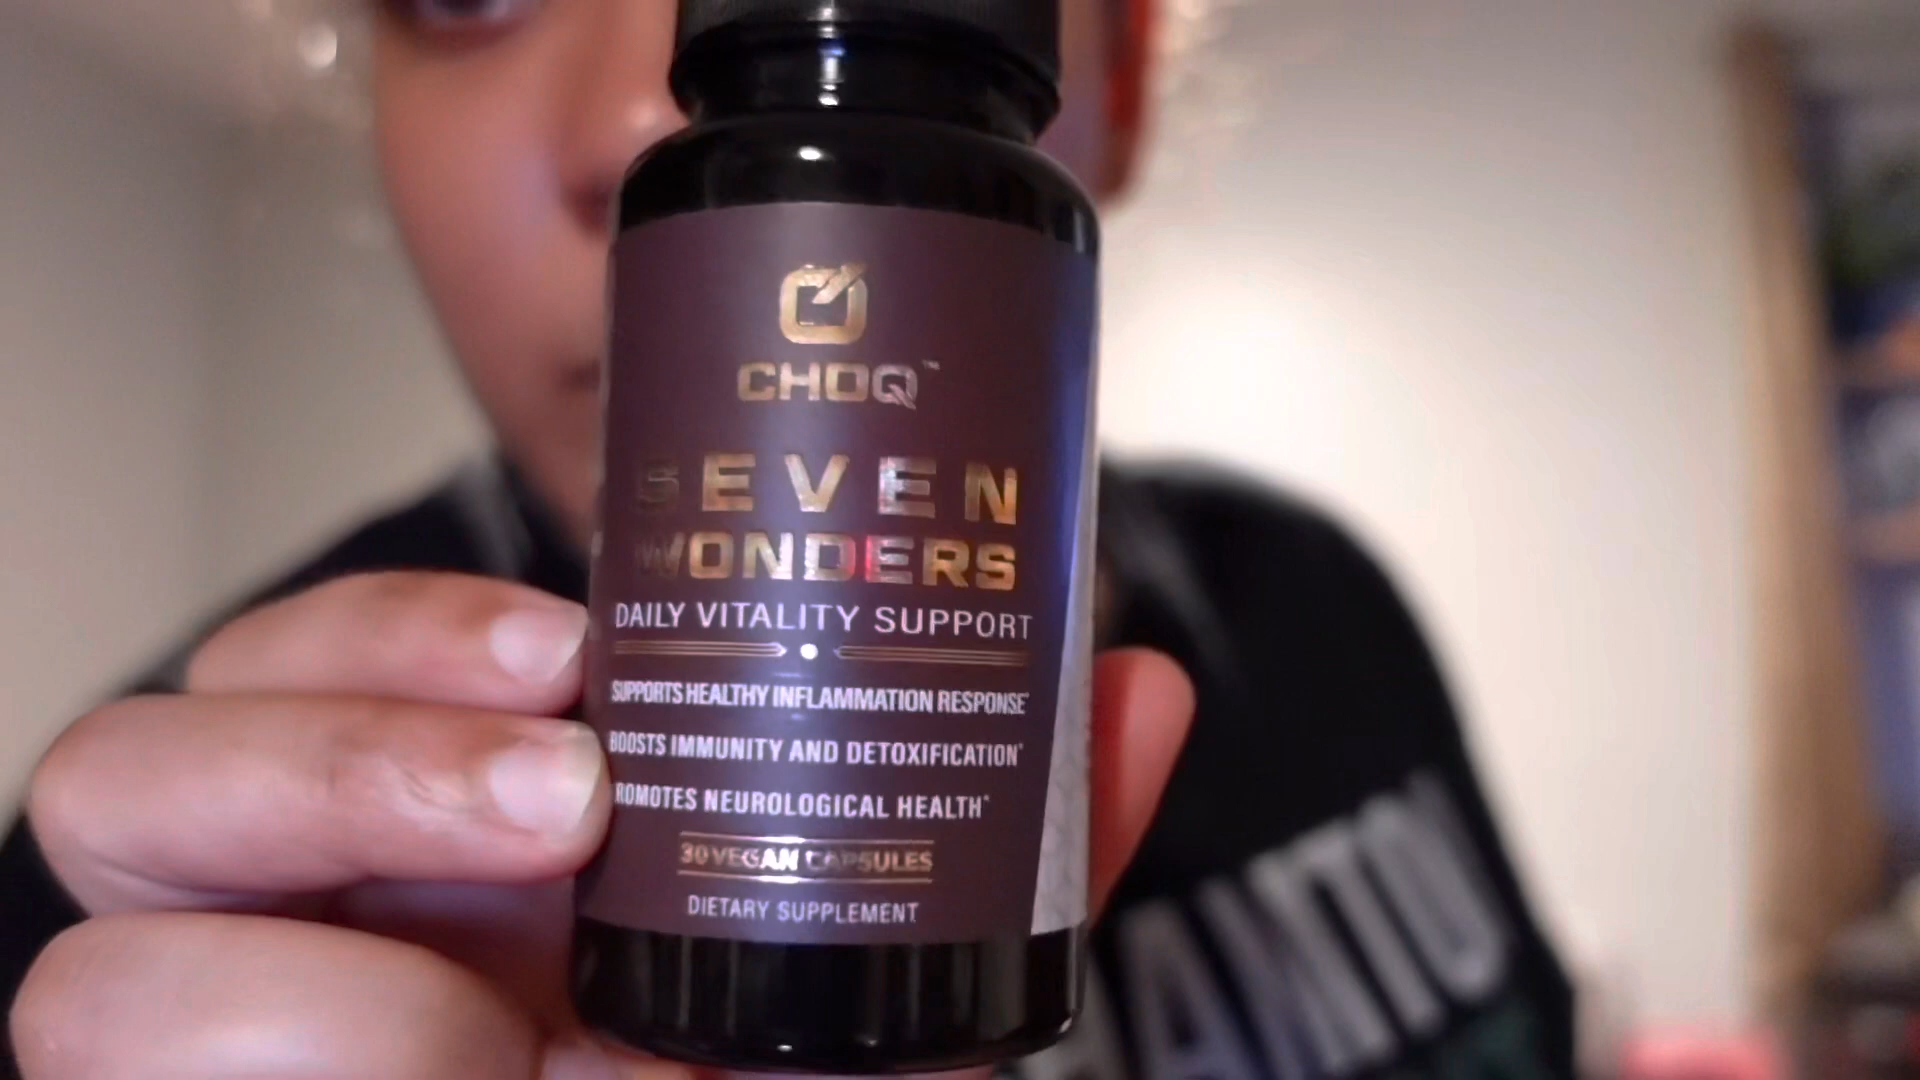 CHOQ™
SEVEN
WONDERS
DAILY VITALITY SUPPORT
SUPPORTS HEALTHY INFLAMMATION RESPONSE*
BOOSTS IMMUNITY AND DETOXIFICATION*
ROMOTES NEUROLOGICAL HEALTH*
30 VEGAN CAPSULES
DIETARY SUPPLEMENT